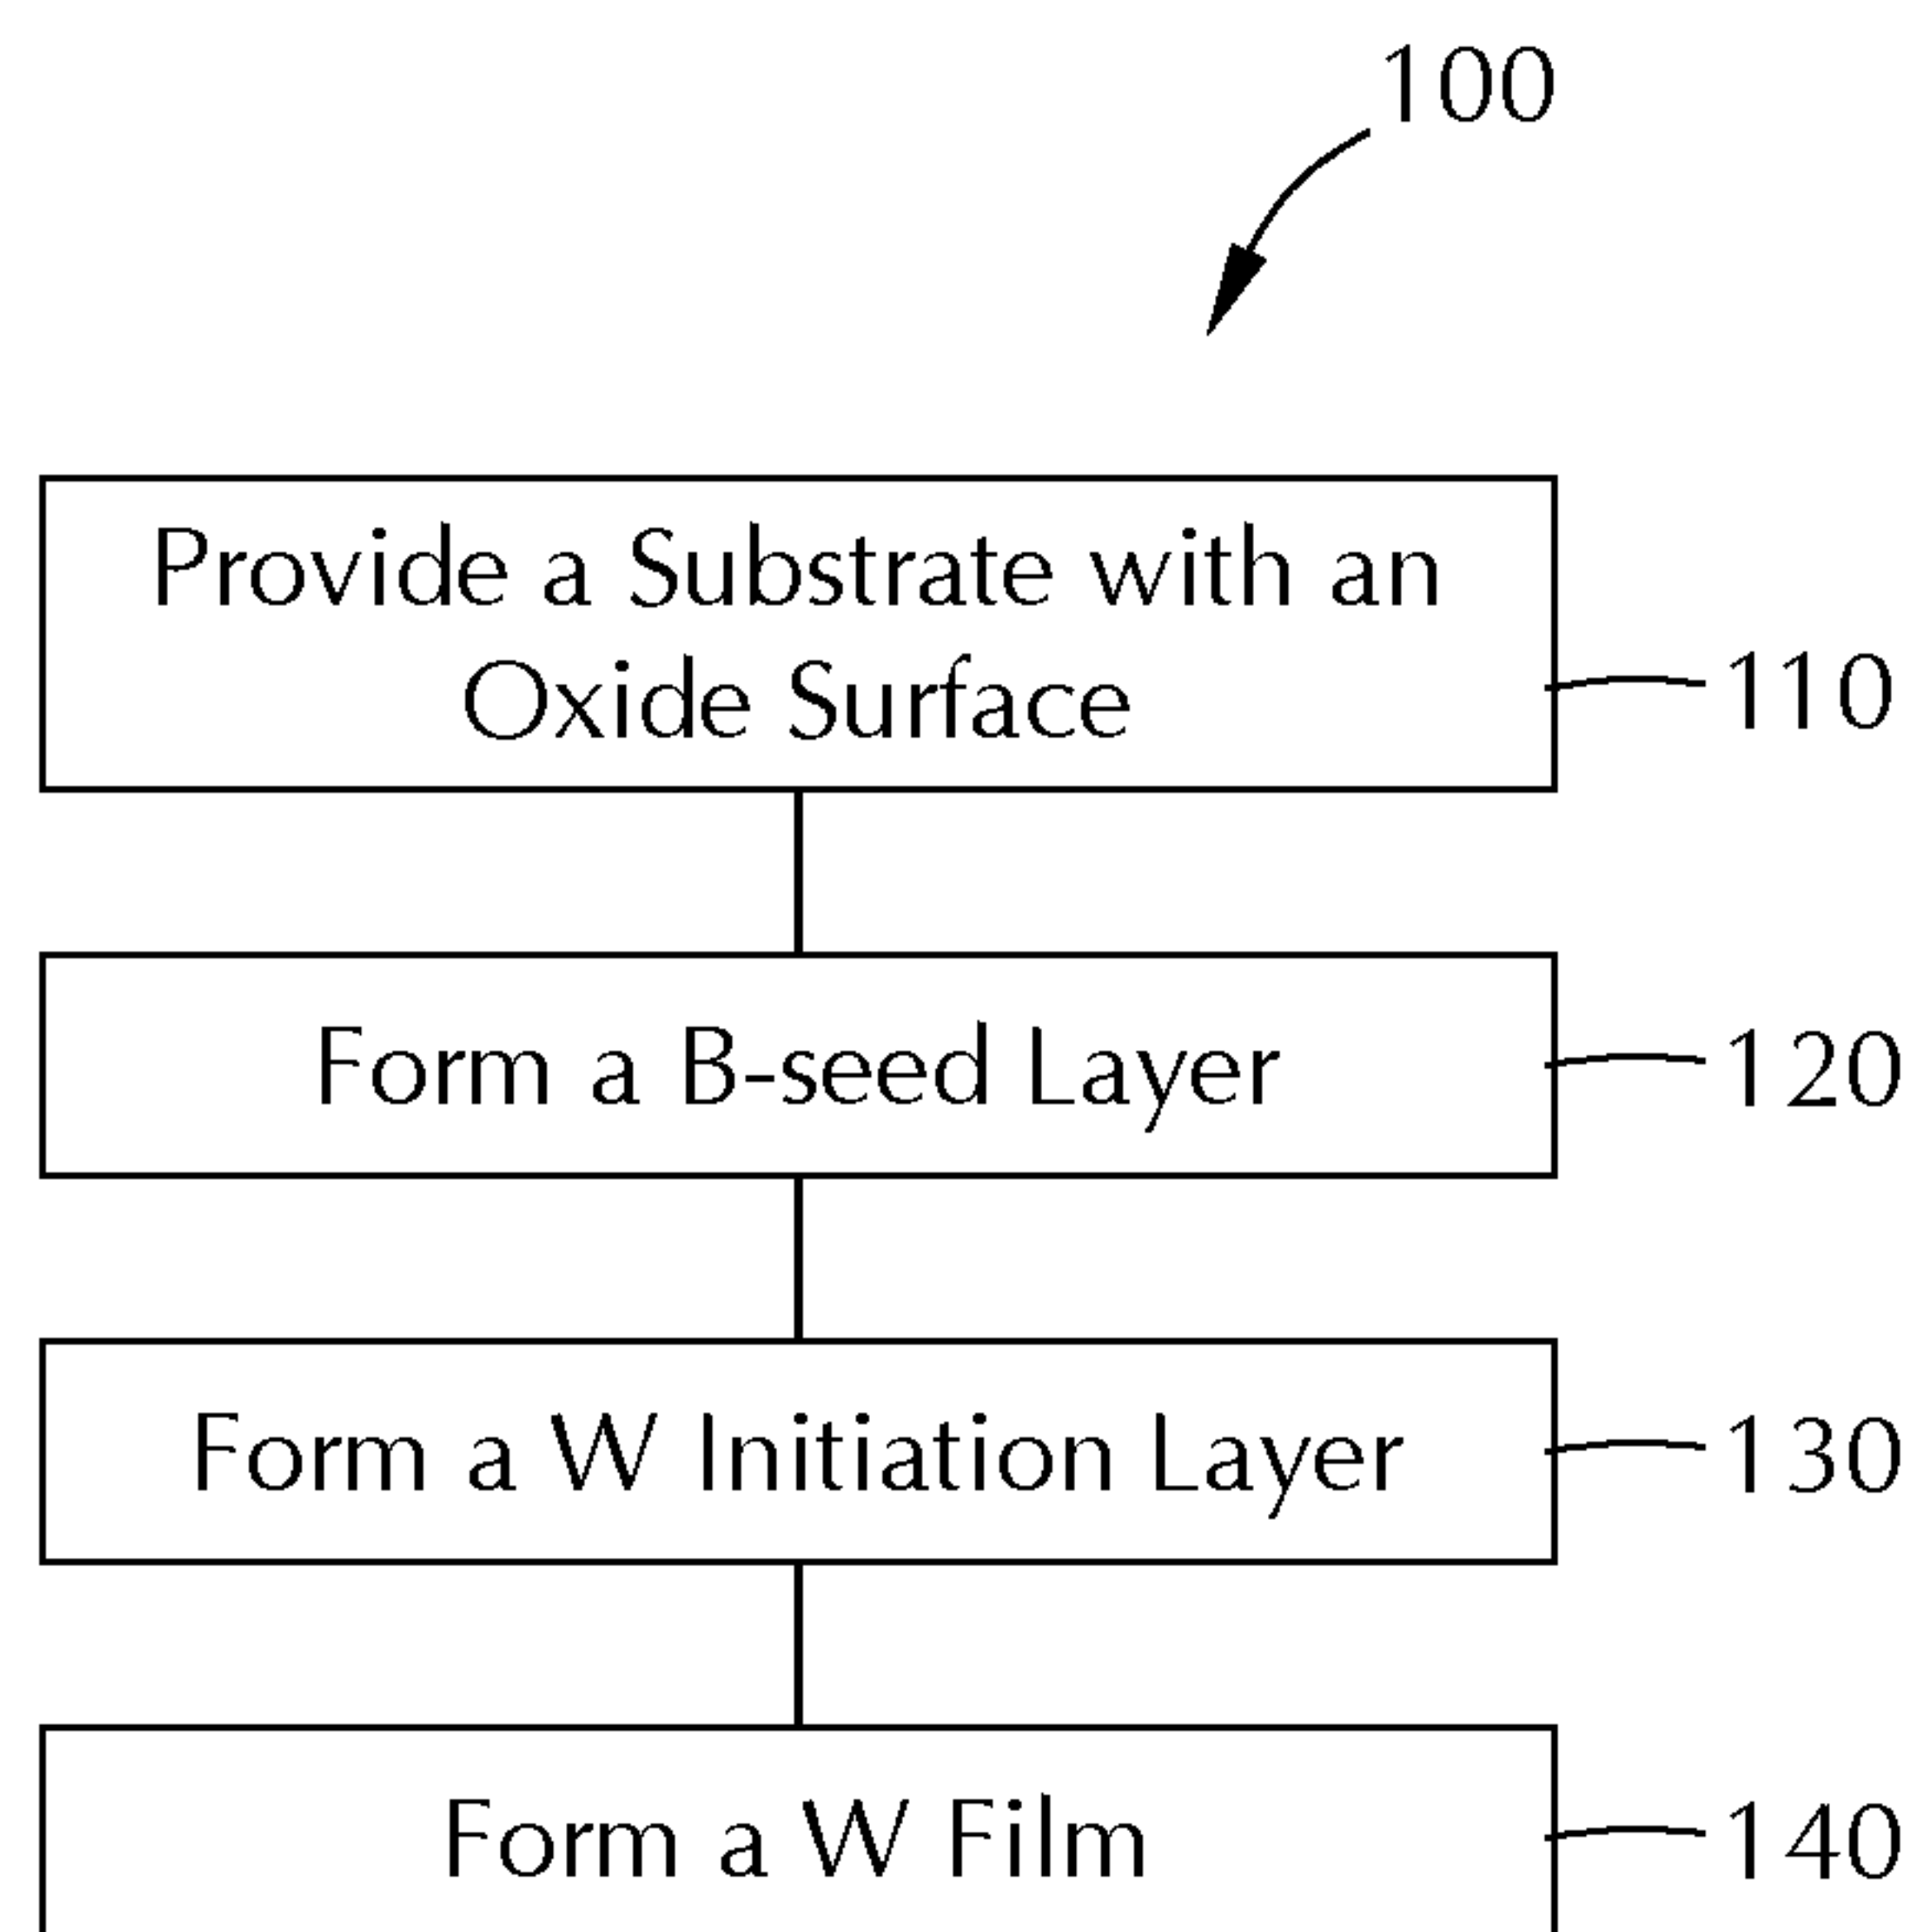 100
Provide a Substrate with an
Oxide Surface
110
Form a B-seed Layer
120
Form a W Initiation Layer
130
Form a W Film
140